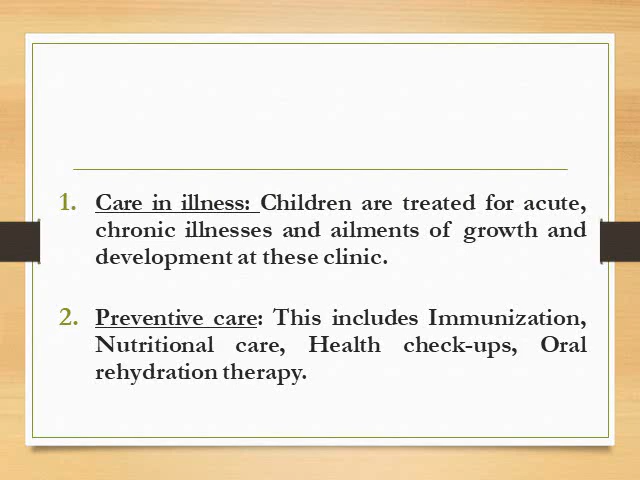 1. Care in illness: Children are treated for acute,
chronic illnesses and ailments of growth and
development at these clinic.
2. Preventive care: This includes Immunization,
Nutritional care, Health check-ups, Oral
rehydration therapy.